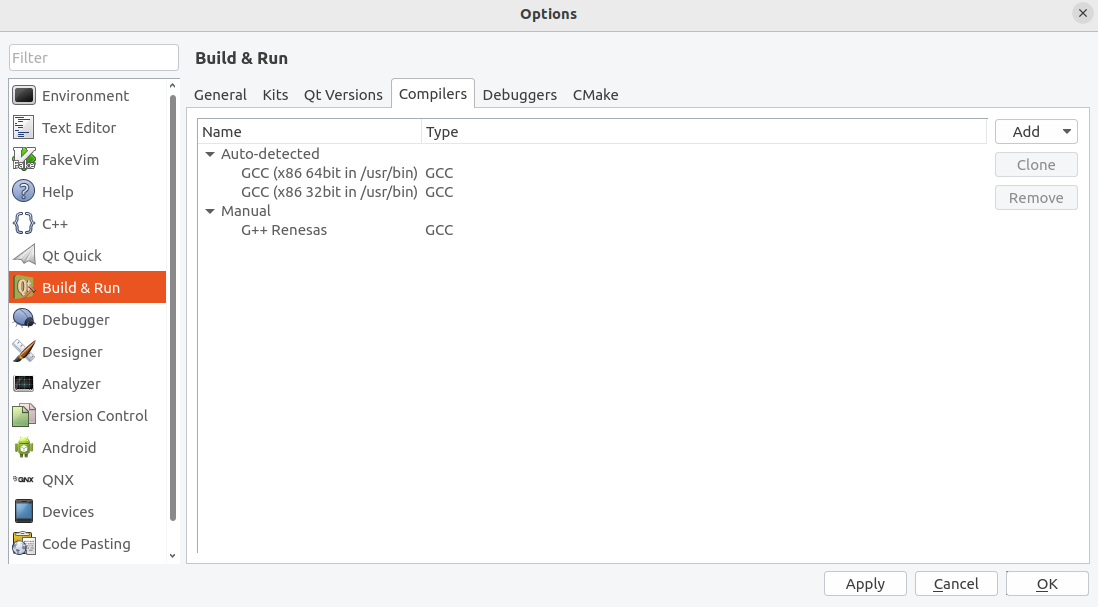 Options
Filter
Environment
Text Editor
FakeVim
Help
C++
Qt Quick
Build & Run
Debugger
Designer
Analyzer
Version Control
Android
QNX
Devices
Code Pasting
Build & Run
General Kits Qt Versions Compilers Debuggers CMake
Name Type
Auto-detected
GCC (x86 64bit in /usr/bin) GCC
GCC (x86 32bit in /usr/bin) GCC
Manual
G++ Renesas GCC
Add
Clone
Remove
Apply Cancel OK